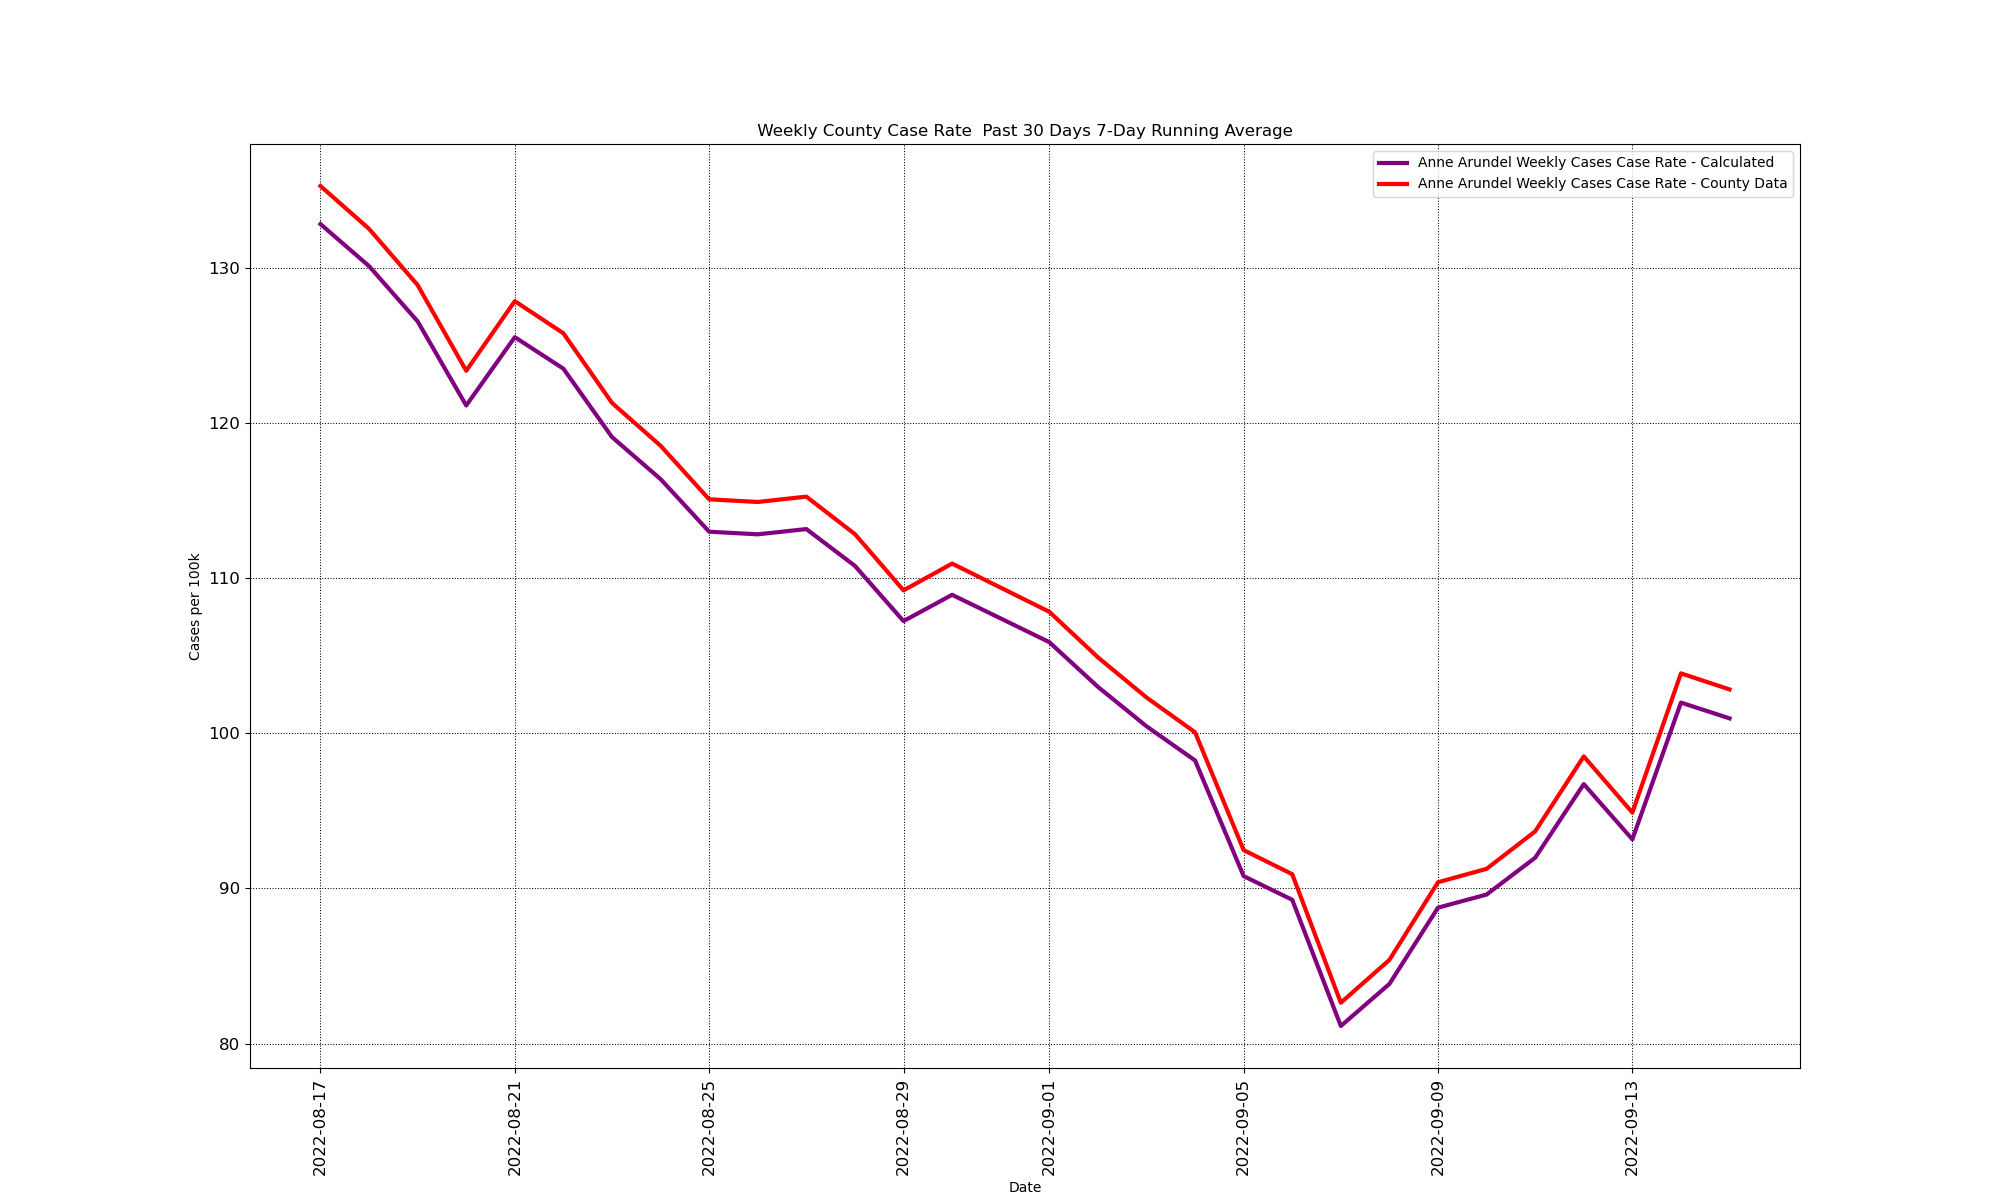 Weekly County Case Rate  Past 30 Days 7-Day Running Average
Anne Arundel Weekly Cases Case Rate - Calculated
Anne Arundel Weekly Cases Case Rate - County Data
Cases per 100k
130
120
110
100
90
80
2022-08-17
2022-08-21
2022-08-25
2022-08-29
2022-09-01
2022-09-05
2022-09-09
2022-09-13
Date